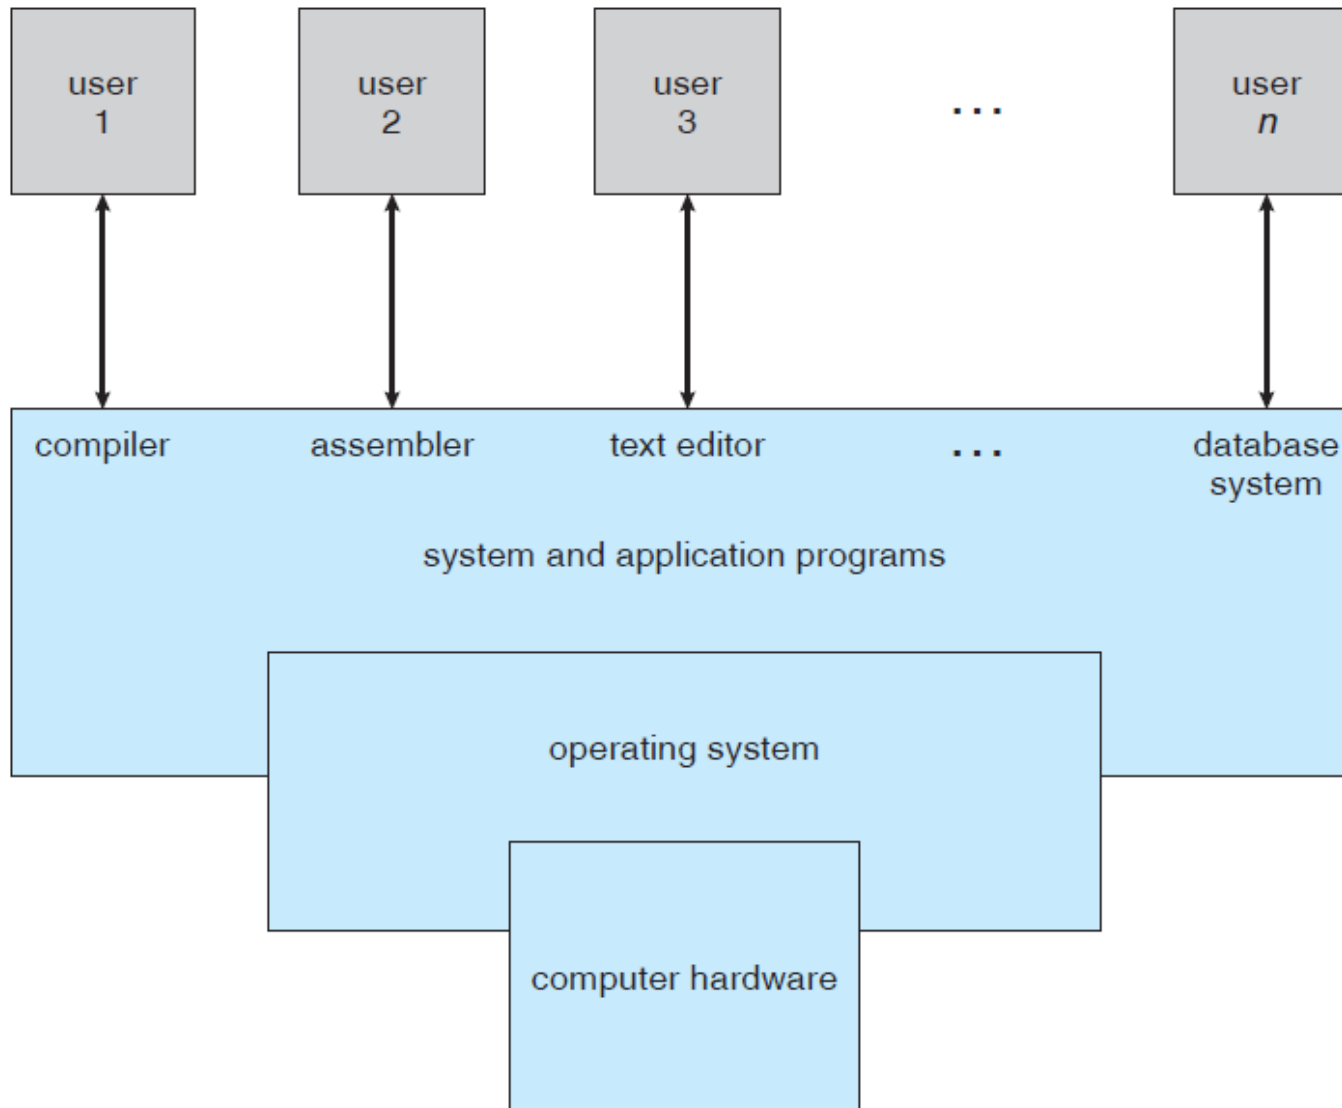 user
1
user
2
user
3
. . .
user
n
compiler
assembler
text editor
. . .
database
system
system and application programs
operating system
computer hardware